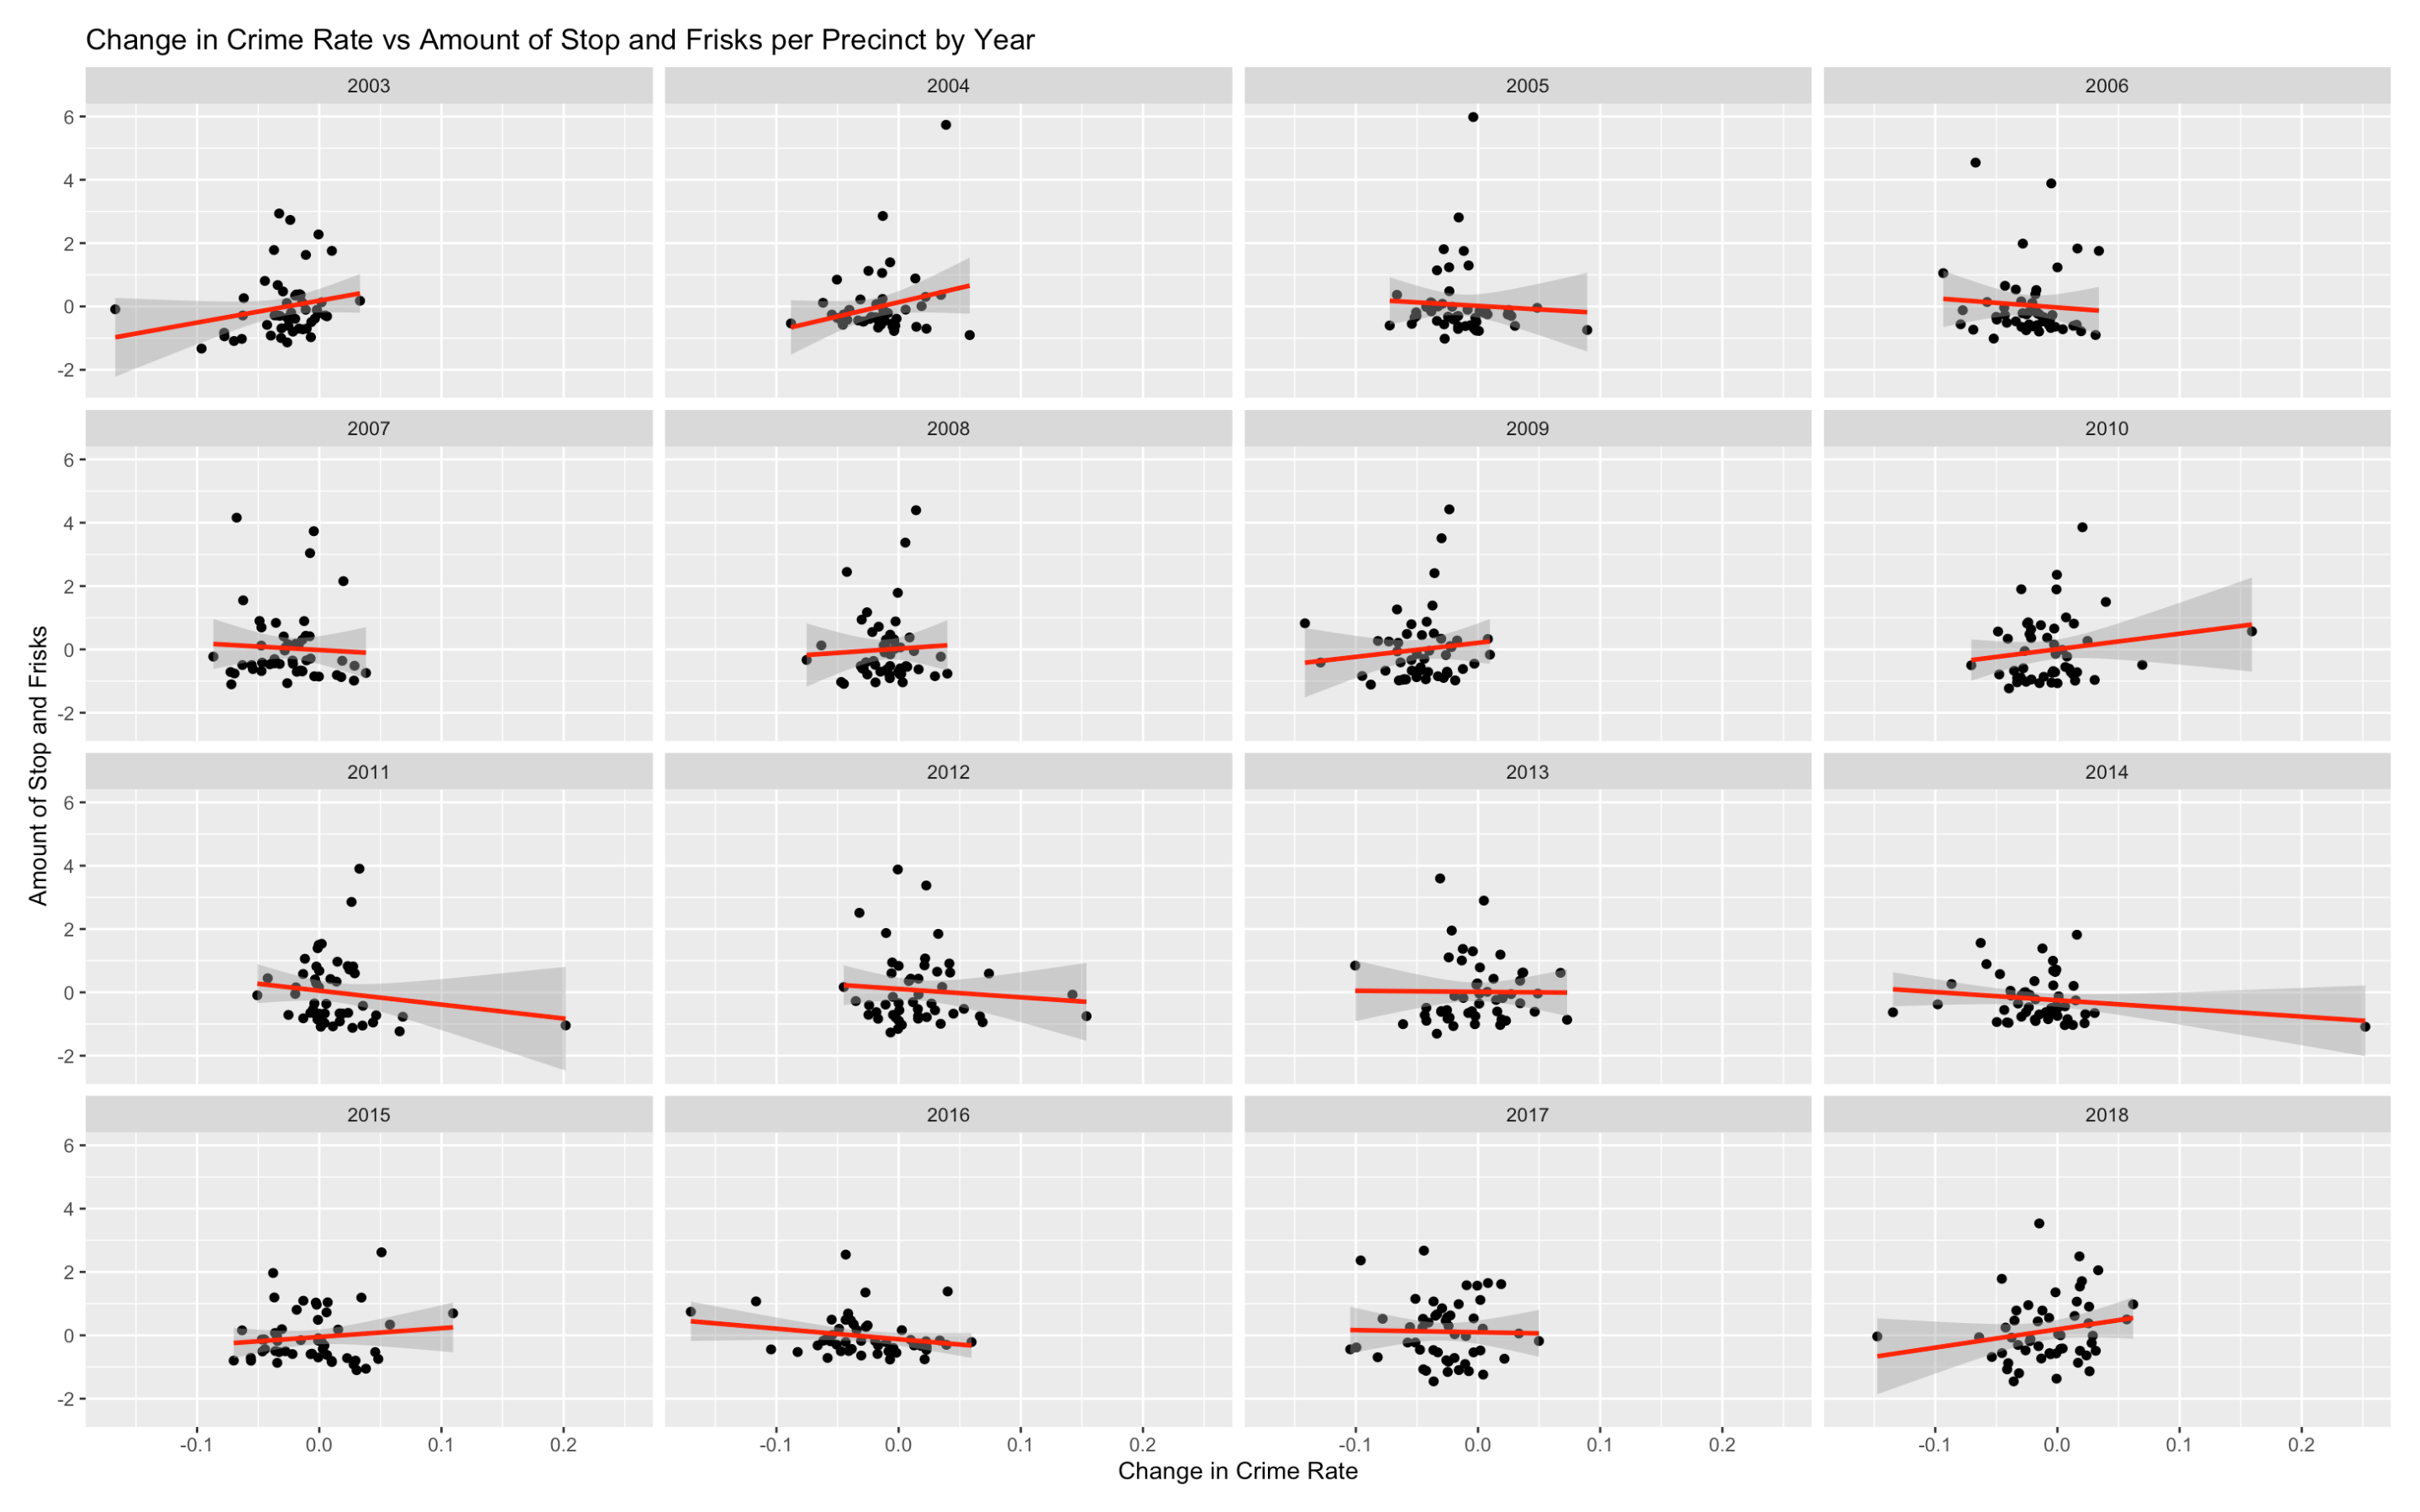 Change in Crime Rate vs Amount of Stop and Frisks per Precinct by Year
2003 2004 2005 2006
6
4
2
0
-2
2007 2008 2009 2010
6
4
2
0
-2
Amount of Stop and Frisks
2011 2012 2013 2014
6
4
2
0
-2
2015 2016 2017 2018
6
4
2
0
-2
-0.1 0.0 0.1 0.2 -0.1 0.0 0.1 0.2 -0.1 0.0 0.1 0.2 -0.1 0.0 0.1 0.2
Change in Crime Rate